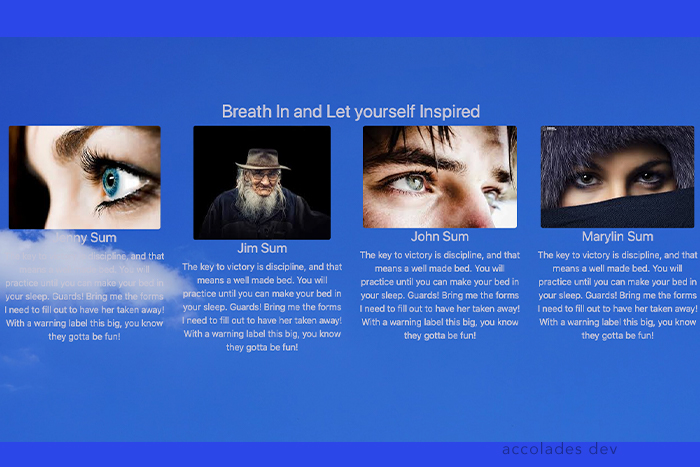 Breath In and Let yourself Inspired
Sum
The key to victory is discipline, and that
means a well made bed. You will
practice until you can make your bed in
your sleep. Guards! Bring me the forms
I need to fill out to have her taken away!
With a warning label this big, you know
they gotta be fun!
Jim Sum
The key to victory is discipline, and that
means a well made bed. You will
practice until you can make your bed in
your sleep. Guards! Bring me the forms
I need to fill out to have her taken away!
With a warning label this big, you know
they gotta be fun!
John Sum
The key to victory is discipline, and that
means a well made bed. You will
practice until you can make your bed in
your sleep. Guards! Bring me the forms
I need to fill out to have her taken away!
With a warning label this big, you know
they gotta be fun!
Marylin Sum
The key to victory is discipline, and that
means a well made bed. You will
practice until you can make your bed in
your sleep. Guards! Bring me the forms
I need to fill out to have her taken away!
With a warning label this big, you know
they gotta be fun!
accolades dev